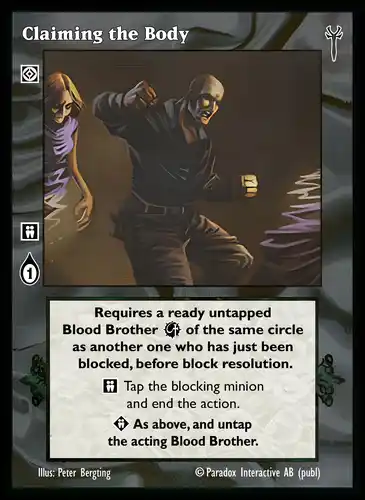 Claiming the Body
1
Requires a ready untapped
Blood Brother of the same circle
as another one who has just been
blocked, before block resolution.
Tap the blocking minion
and end the action.
As above, and untap
the acting Blood Brother.
Illus: Peter Bergting
© Paradox Interactive AB (publ)